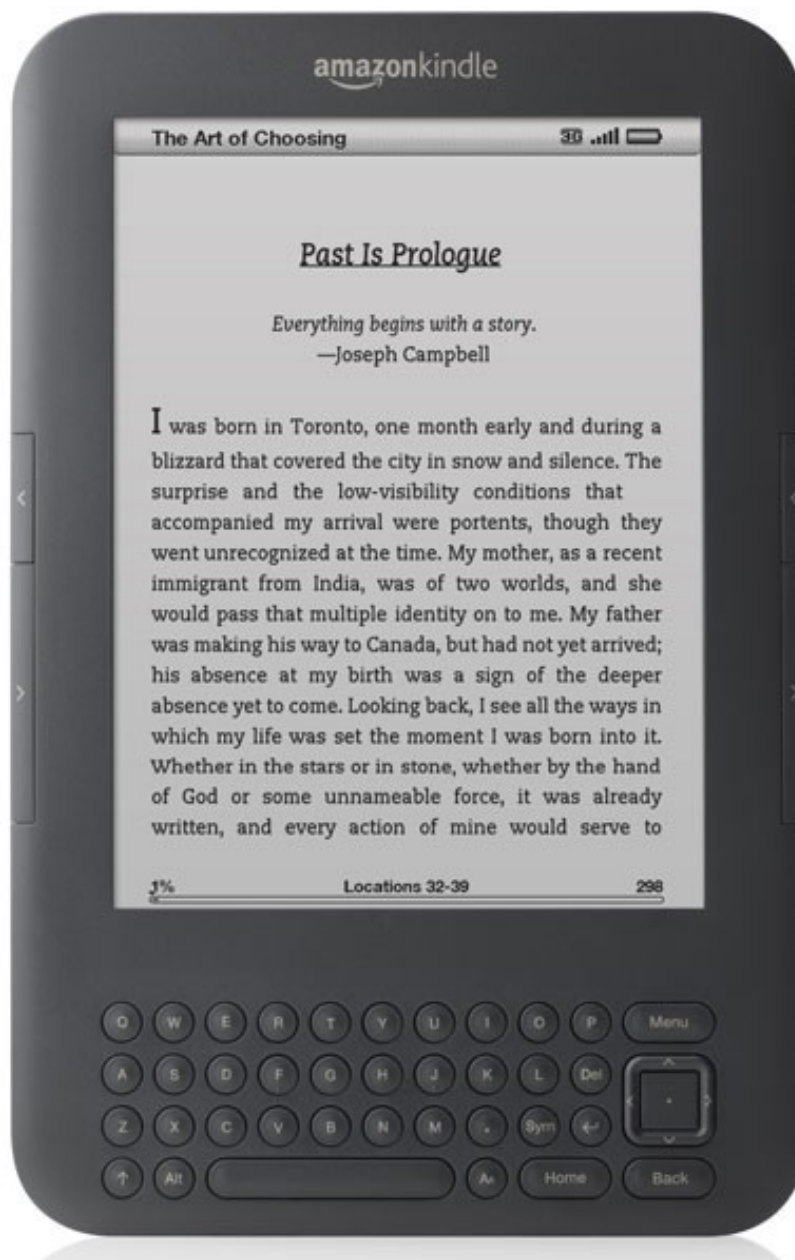 amazonkindle
The Art of Choosing 3G
Past Is Prologue
Everything begins with a story.
—Joseph Campbell
I was born in Toronto, one month early and during a
blizzard that covered the city in snow and silence. The
surprise and the low-visibility conditions that
accompanied my arrival were portents, though they
went unrecognized at the time. My mother, as a recent
immigrant from India, was of two worlds, and she
would pass that multiple identity on to me. My father
was making his way to Canada, but had not yet arrived;
his absence at my birth was a sign of the deeper
absence yet to come. Looking back, I see all the ways in
which my life was set the moment I was born into it.
Whether in the stars or in stone, whether by the hand
of God or some unnameable force, it was already
written, and every action of mine would serve to
1% Locations 32-39 298
Q W E R T Y U I O P Menu
A S D F G H J K L Del
Z X C V B N M . Sym
Alt Aa Home Back